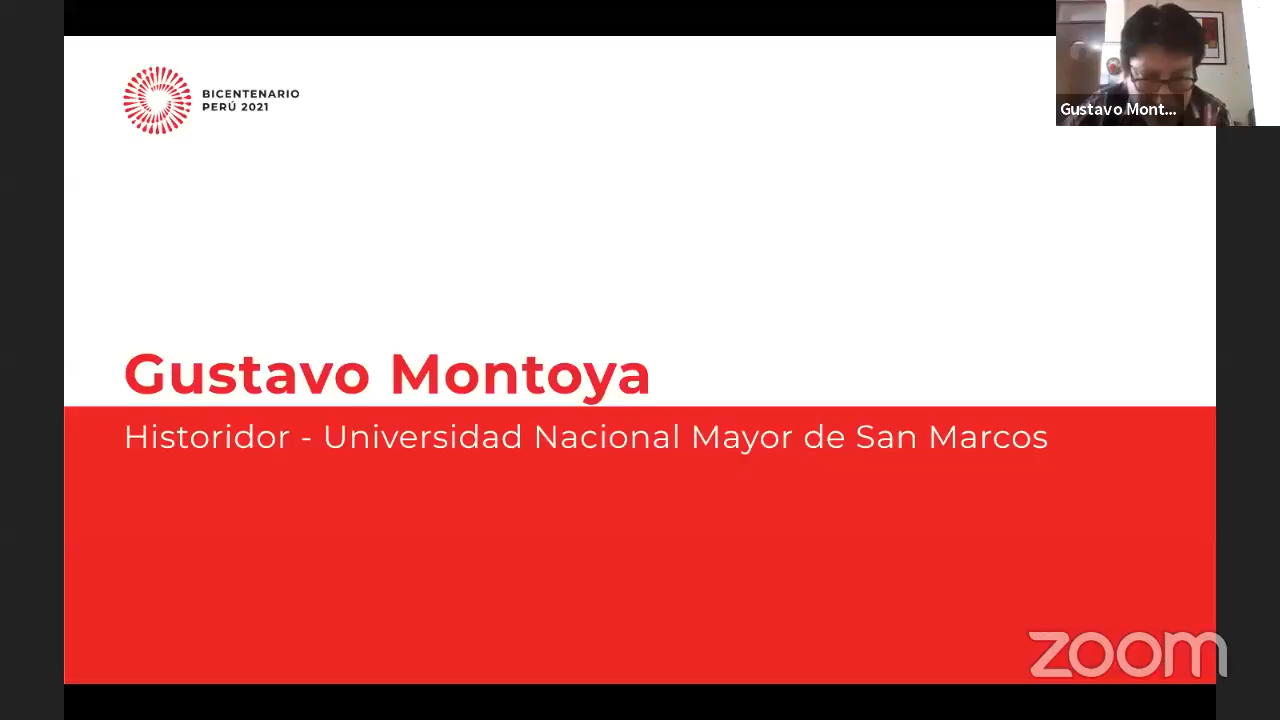 BICENTENARIO
PERÚ 2021
Gustavo Mont...
Gustavo Montoya
Historidor - Universidad Nacional Mayor de San Marcos
zoom